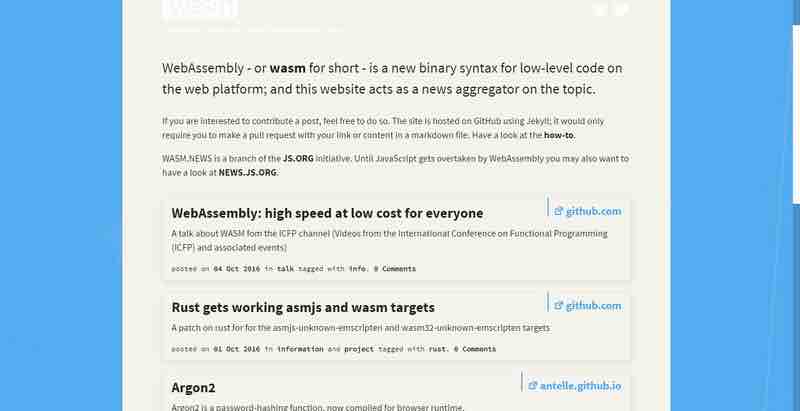 WebAssembly - or wasm for short - is a new binary syntax for low-level code on
the web platform; and this website acts as a news aggregator on the topic.
If you are interested to contribute a post, feel free to do so. The site is hosted on GitHub using Jekyll; it would only
require you to make a pull request with your link or content in a markdown file. Have a look at the how-to.
WASM.NEWS is a branch of the JS.ORG initiative. Until JavaScript gets overtaken by WebAssembly you may also want to
have a look at NEWS.JS.ORG.
WebAssembly: high speed at low cost for everyone
github.com
A talk about WASM fom the ICFP channel (Videos from the International Conference on Functional Programming
(ICFP) and associated events)
posted on 04 Oct 2016 in talk tagged with info. 0 Comments
Rust gets working asmjs and wasm targets
github.com
A patch on rust for for the asmjs-unknown-emscripten and wasm32-unknown-emscripten targets
posted on 01 Oct 2016 in information and project tagged with rust. 0 Comments
Argon2
antelle.github.io
Argon2 is a password-hashing function, now compiled for browser runtime.